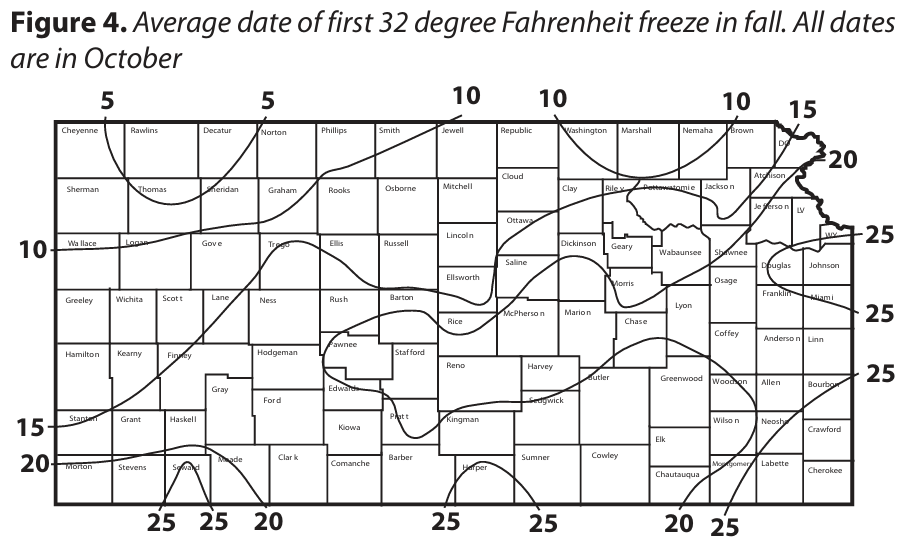 Figure 4. Average date of first 32 degree Fahrenheit freeze in fall. All dates
are in October
5 5 10 10 10 15
Cheyenne Rawlins Decatur Norton Phillips Smith Jewell Republic Washington Marshall Nemaha Brown DO
20
Sherman Thomas Sheridan Graham Rooks Osborne Mitchell Cloud Clay Riley Pottawatomie Jackson Atchison
Jefferson LV
Ottawa
Lincoln
25
10
Wallace Logan Gove Trego Ellis Russell Dickinson Geary Wabaunsee Shawnee WY
Ellsworth Saline Morris Osage Douglas Johnson
Greeley Wichita Scott Lane Ness Rush Barton Lyon Franklin Miami
25
Rice McPherson Marion Chase Coffey Anderson Linn
Hamilton Kearny Finney Hodgeman Pawnee Stafford
Reno Harvey
25
Gray Ford Edwards Butler Greenwood Woodson Allen Bourbon
Sedgwick
15
Stanton Grant Haskell Kiowa Pratt Kingman Wilson Neosho Crawford
Elk
20
Morton Stevens Seward Meade Clark Comanche Barber Harper Sumner Cowley Chautauqua Montgomery Labette Cherokee
25 25 20 25 25 20 25